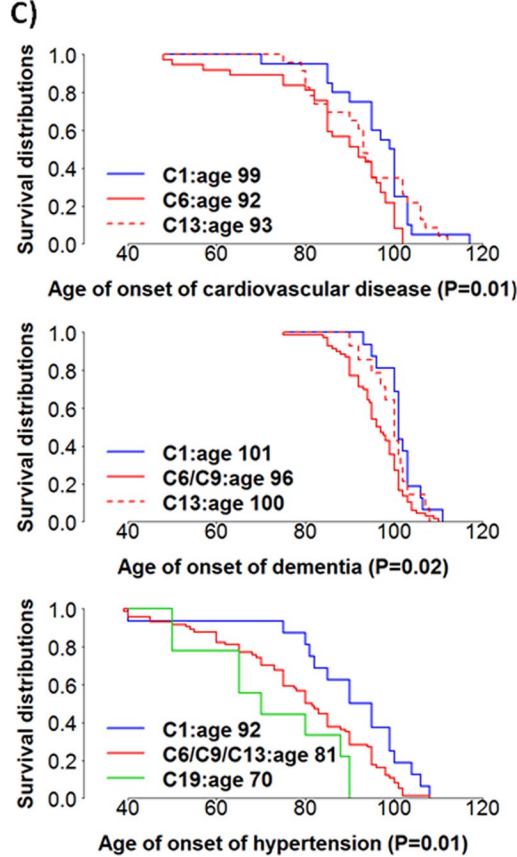 C)
Survival distributions
1.0
0.8
0.6
0.4
0.2
0.0
C1:age 99
C6:age 92
C13:age 93
40 60 80 100 120
Age of onset of cardiovascular disease (P=0.01)
Survival distributions
1.0
0.8
0.6
0.4
0.2
0.0
C1:age 101
C6/C9:age 96
C13:age 100
40 60 80 100 120
Age of onset of dementia (P=0.02)
Survival distributions
1.0
0.8
0.6
0.4
0.2
0.0
C1:age 92
C6/C9/C13:age 81
C19:age 70
40 60 80 100 120
Age of onset of hypertension (P=0.01)